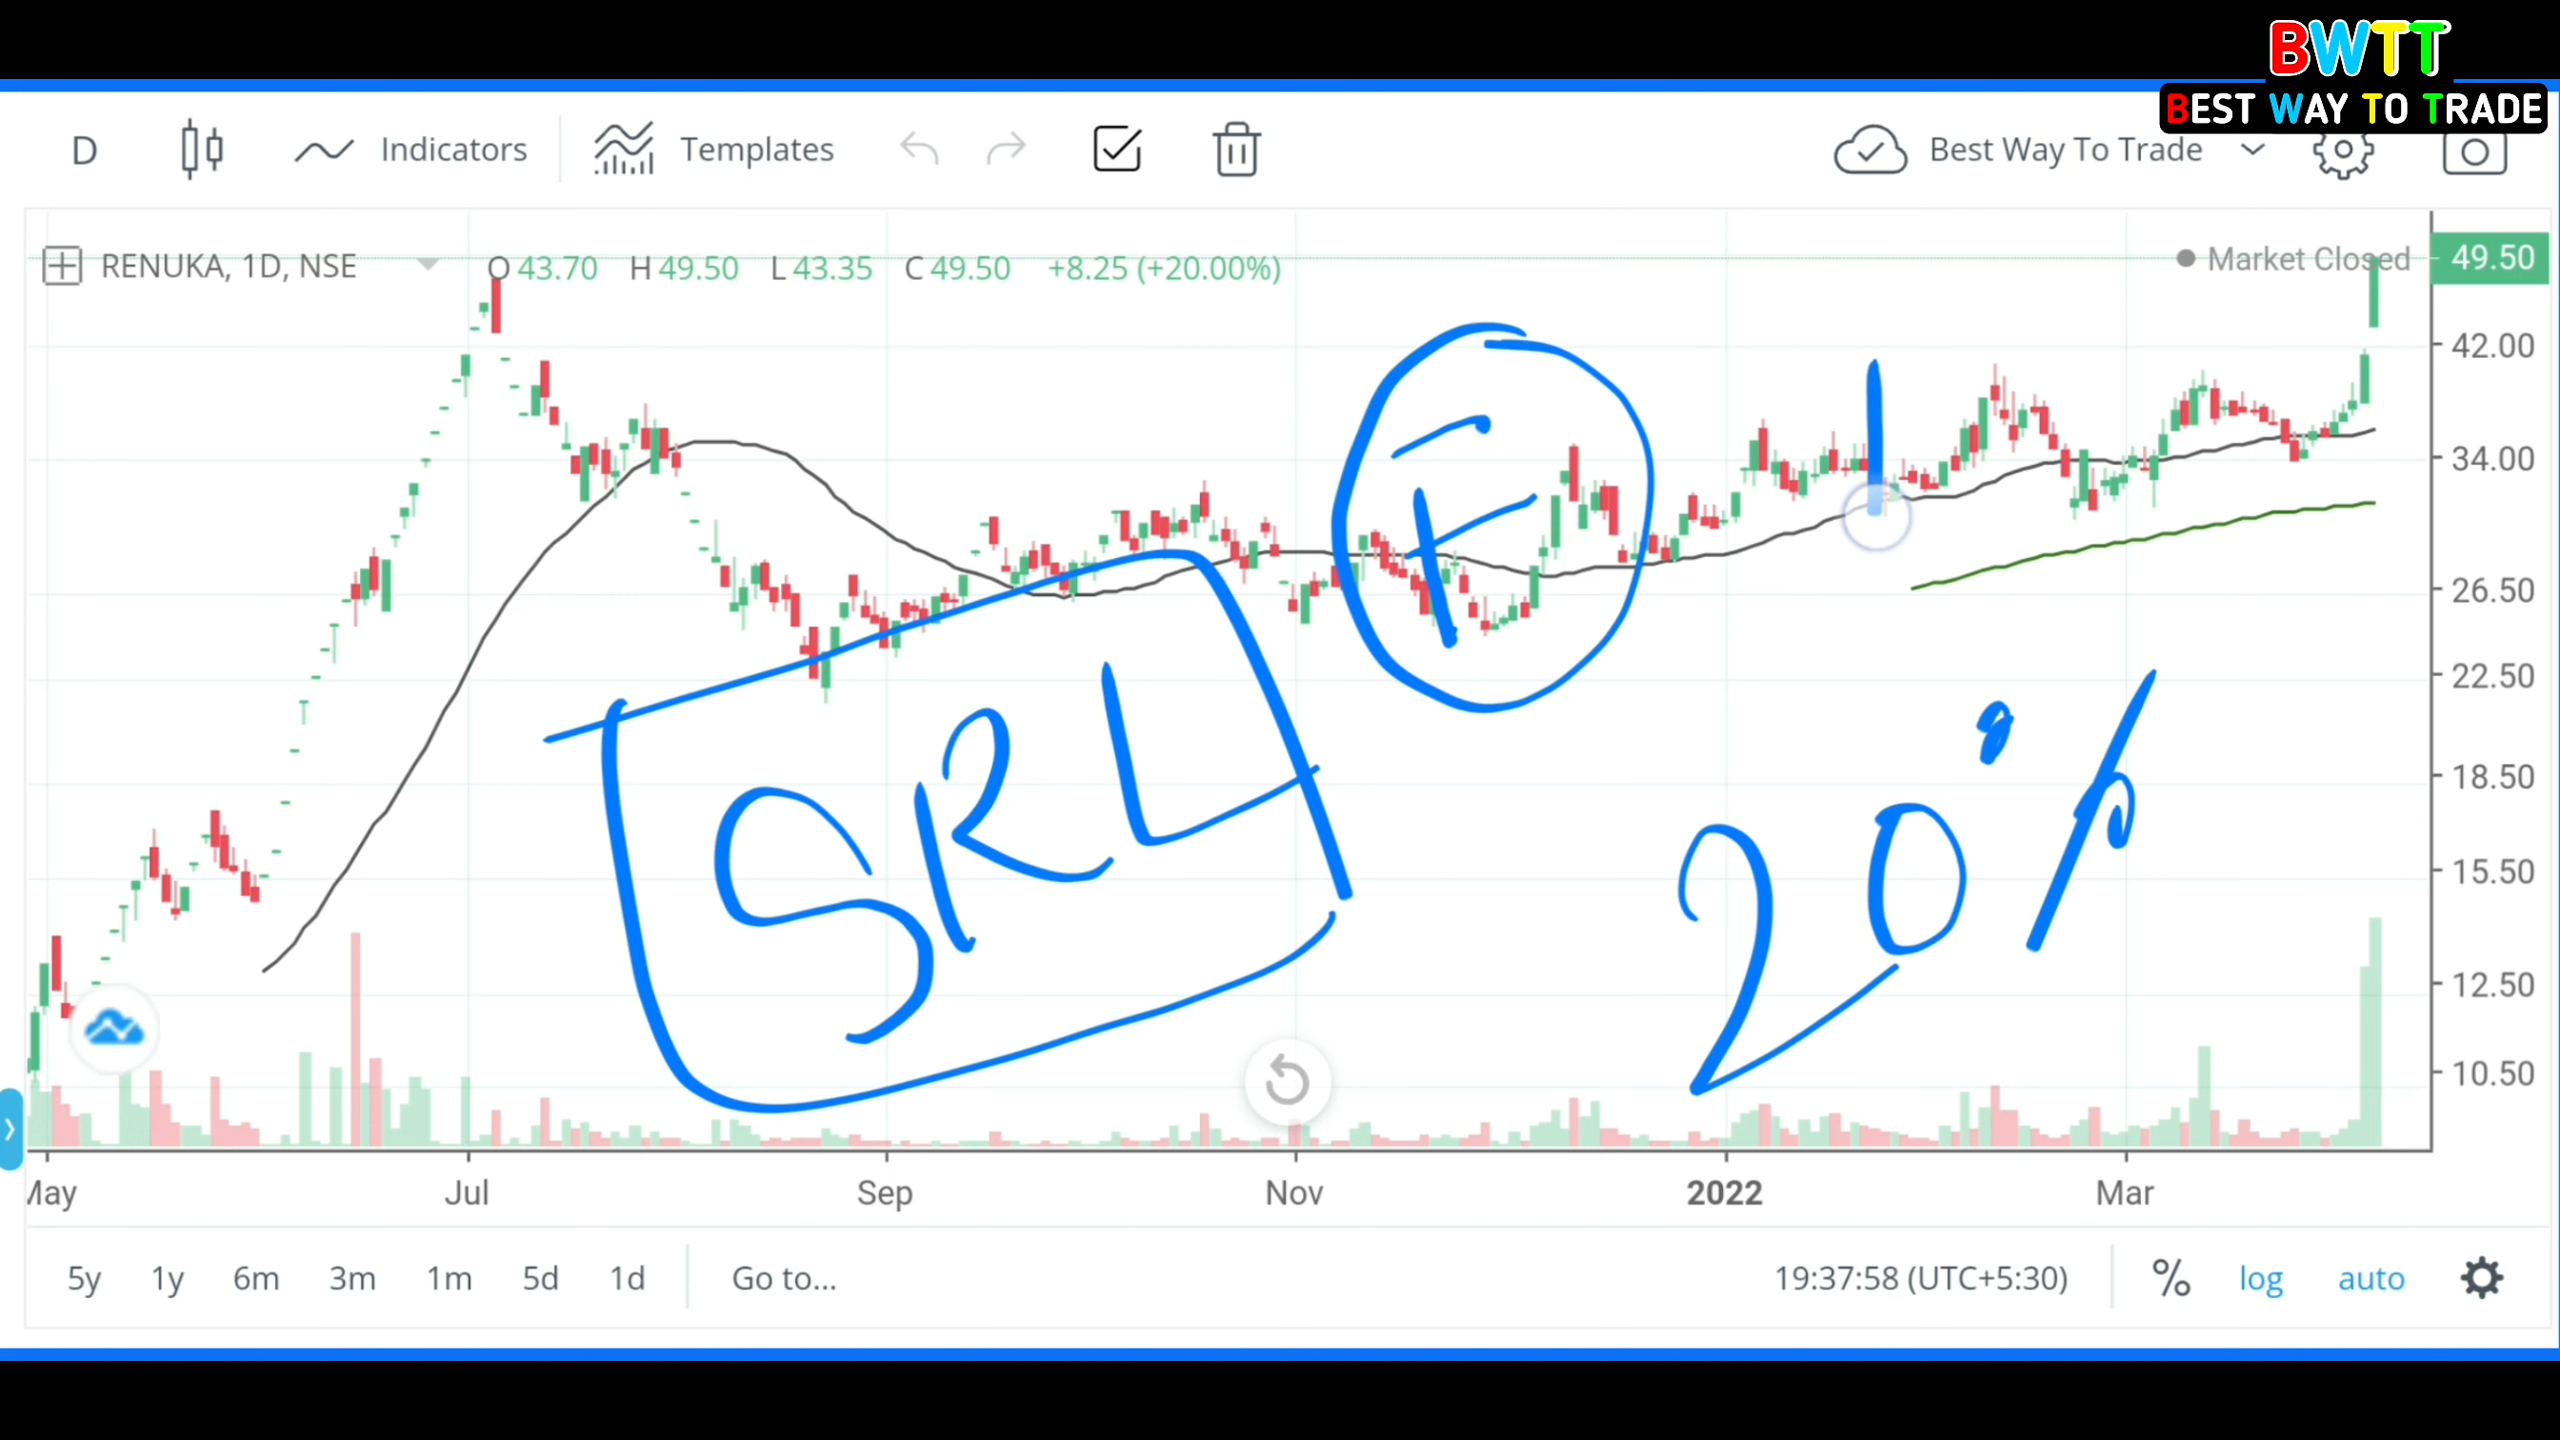 BWTT
BEST WAY TO TRADE
D Indicators Templates Best Way To Trade
RENUKA, 1D, NSE O 43.70 H 49.50 L 43.35 C 49.50 +8.25 (+20.00%) Market Closed 49.50
42.00
34.00
26.50
22.50
18.50
15.50
12.50
10.50
F
SRL
20%
May Jul Sep Nov 2022 Mar
5y 1y 6m 3m 1m 5d 1d Go to... 19:37:58 (UTC+5:30) % log auto